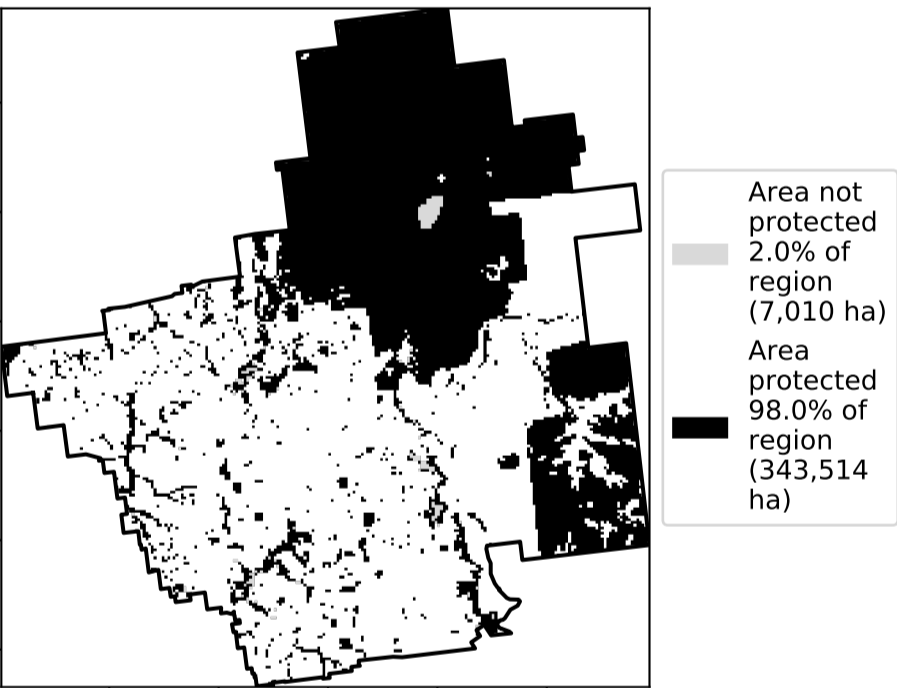 Area not
protected
2.0% of
region
(7,010 ha)
Area
protected
98.0% of
region
(343,514
ha)